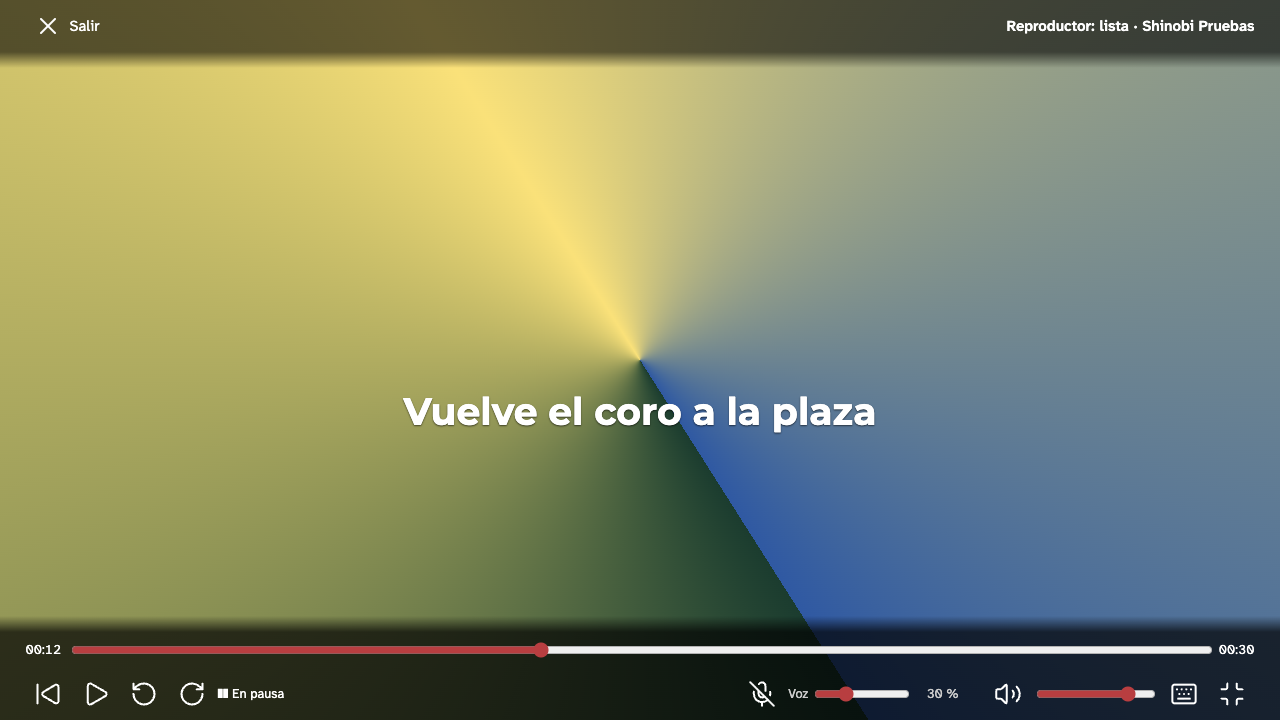 Salir
Reproductor: lista · Shinobi Pruebas
Vuelve el coro a la plaza
00:12
00:30
En pausa
Voz
30 %